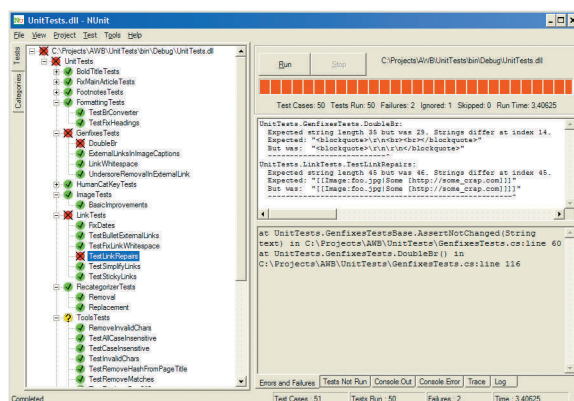 UnitTests.dll - NUnit
File View Project Test Tools Help
Tests
Categories
C:\Projects\AWB\UnitTests\bin\Debug\UnitTests.dll
UnitTests
BoldTitleTests
FixMainArticleTests
FootnotesTests
FormattingTests
TestBrConverter
TestFixHeadings
GenfixesTests
DoubleBr
ExternalLinksInImageCaptions
LinkWhitespace
UndersoreRemovalInExternalLink
HumanCatKeyTests
ImageTests
BasicImprovements
LinkTests
FixDates
TestBulletExternalLinks
TestFixLinkWhitespace
TestLinkRepairs
TestSimplifyLinks
TestStickyLinks
RecategorizerTests
Removal
Replacement
ToolsTests
RemoveInvalidChars
TestAllCaseInsensitive
TestCaseInsensitive
TestInvalidChars
TestRemoveHashFromPageTitle
TestRemoveMatches
Run
Stop
C:\Projects\AWB\UnitTests\bin\Debug\UnitTests.dll
Test Cases: 50 Tests Run: 50 Failures: 2 Ignored: 1 Skipped: 0 Run Time: 3.40625
UnitTests.GenfixesTests.DoubleBr:
Expected string length 35 but was 29. Strings differ at index 14.
Expected: "<blockquote>\r\n<br><br></blockquote>"
But was: "<blockquote>\r\n\r\n</blockquote>"
--------------------------^
UnitTests.LinkTests.TestLinkRepairs:
Expected string length 45 but was 46. Strings differ at index 45.
Expected: "[[Image:foo.jpg|Some [http://some_crap.com]]]"
But was: "[[Image:foo.jpg|Some [http://some_crap.com]]]]"
---------------------------------------------------------^
at UnitTests.GenfixesTestsBase.AssertNotChanged(String
text) in C:\Projects\AWB\UnitTests\GenfixesTests.cs:line 60
at UnitTests.GenfixesTests.DoubleBr() in
C:\Projects\AWB\UnitTests\GenfixesTests.cs:line 116
Errors and Failures Tests Not Run Console.Out Console.Error Trace Log
Completed Test Cases : 51 Tests Run : 50 Failures : 2 Time : 3.40625